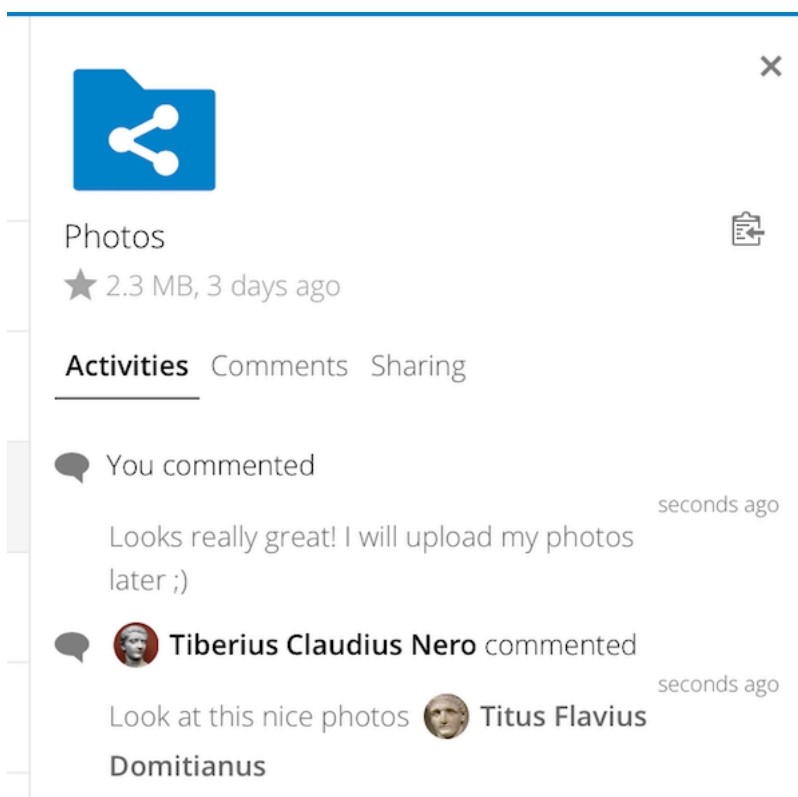 Photos
2.3 MB, 3 days ago
Activities Comments Sharing
You commented
seconds ago
Looks really great! I will upload my photos
later ;)
Tiberius Claudius Nero commented
seconds ago
Look at this nice photos Titus Flavius
Domitianus